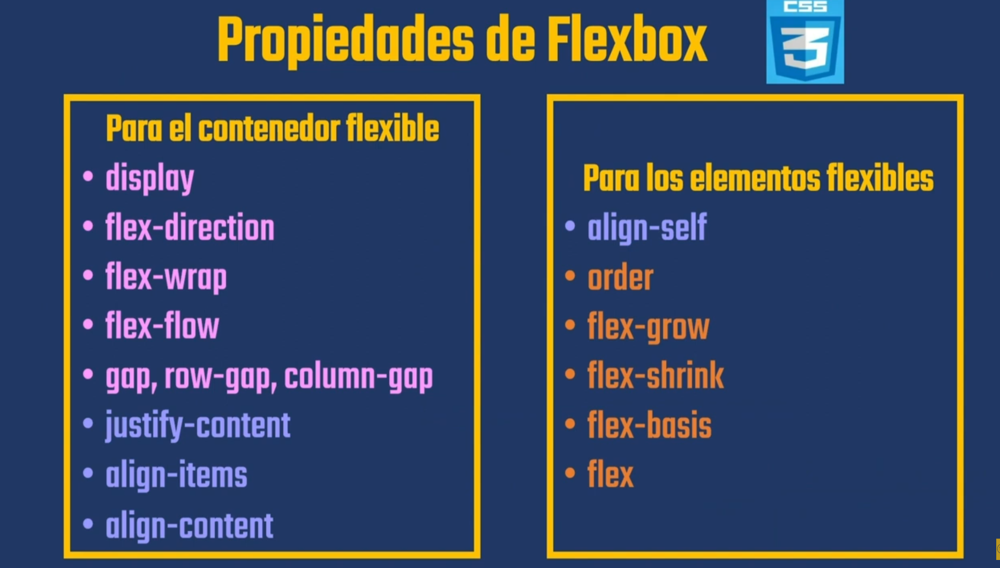 Propiedades de Flexbox
CSS
3
Para el contenedor flexible
• display
• flex-direction
• flex-wrap
• flex-flow
• gap, row-gap, column-gap
• justify-content
• align-items
• align-content
Para los elementos flexibles
• align-self
• order
• flex-grow
• flex-shrink
• flex-basis
• flex